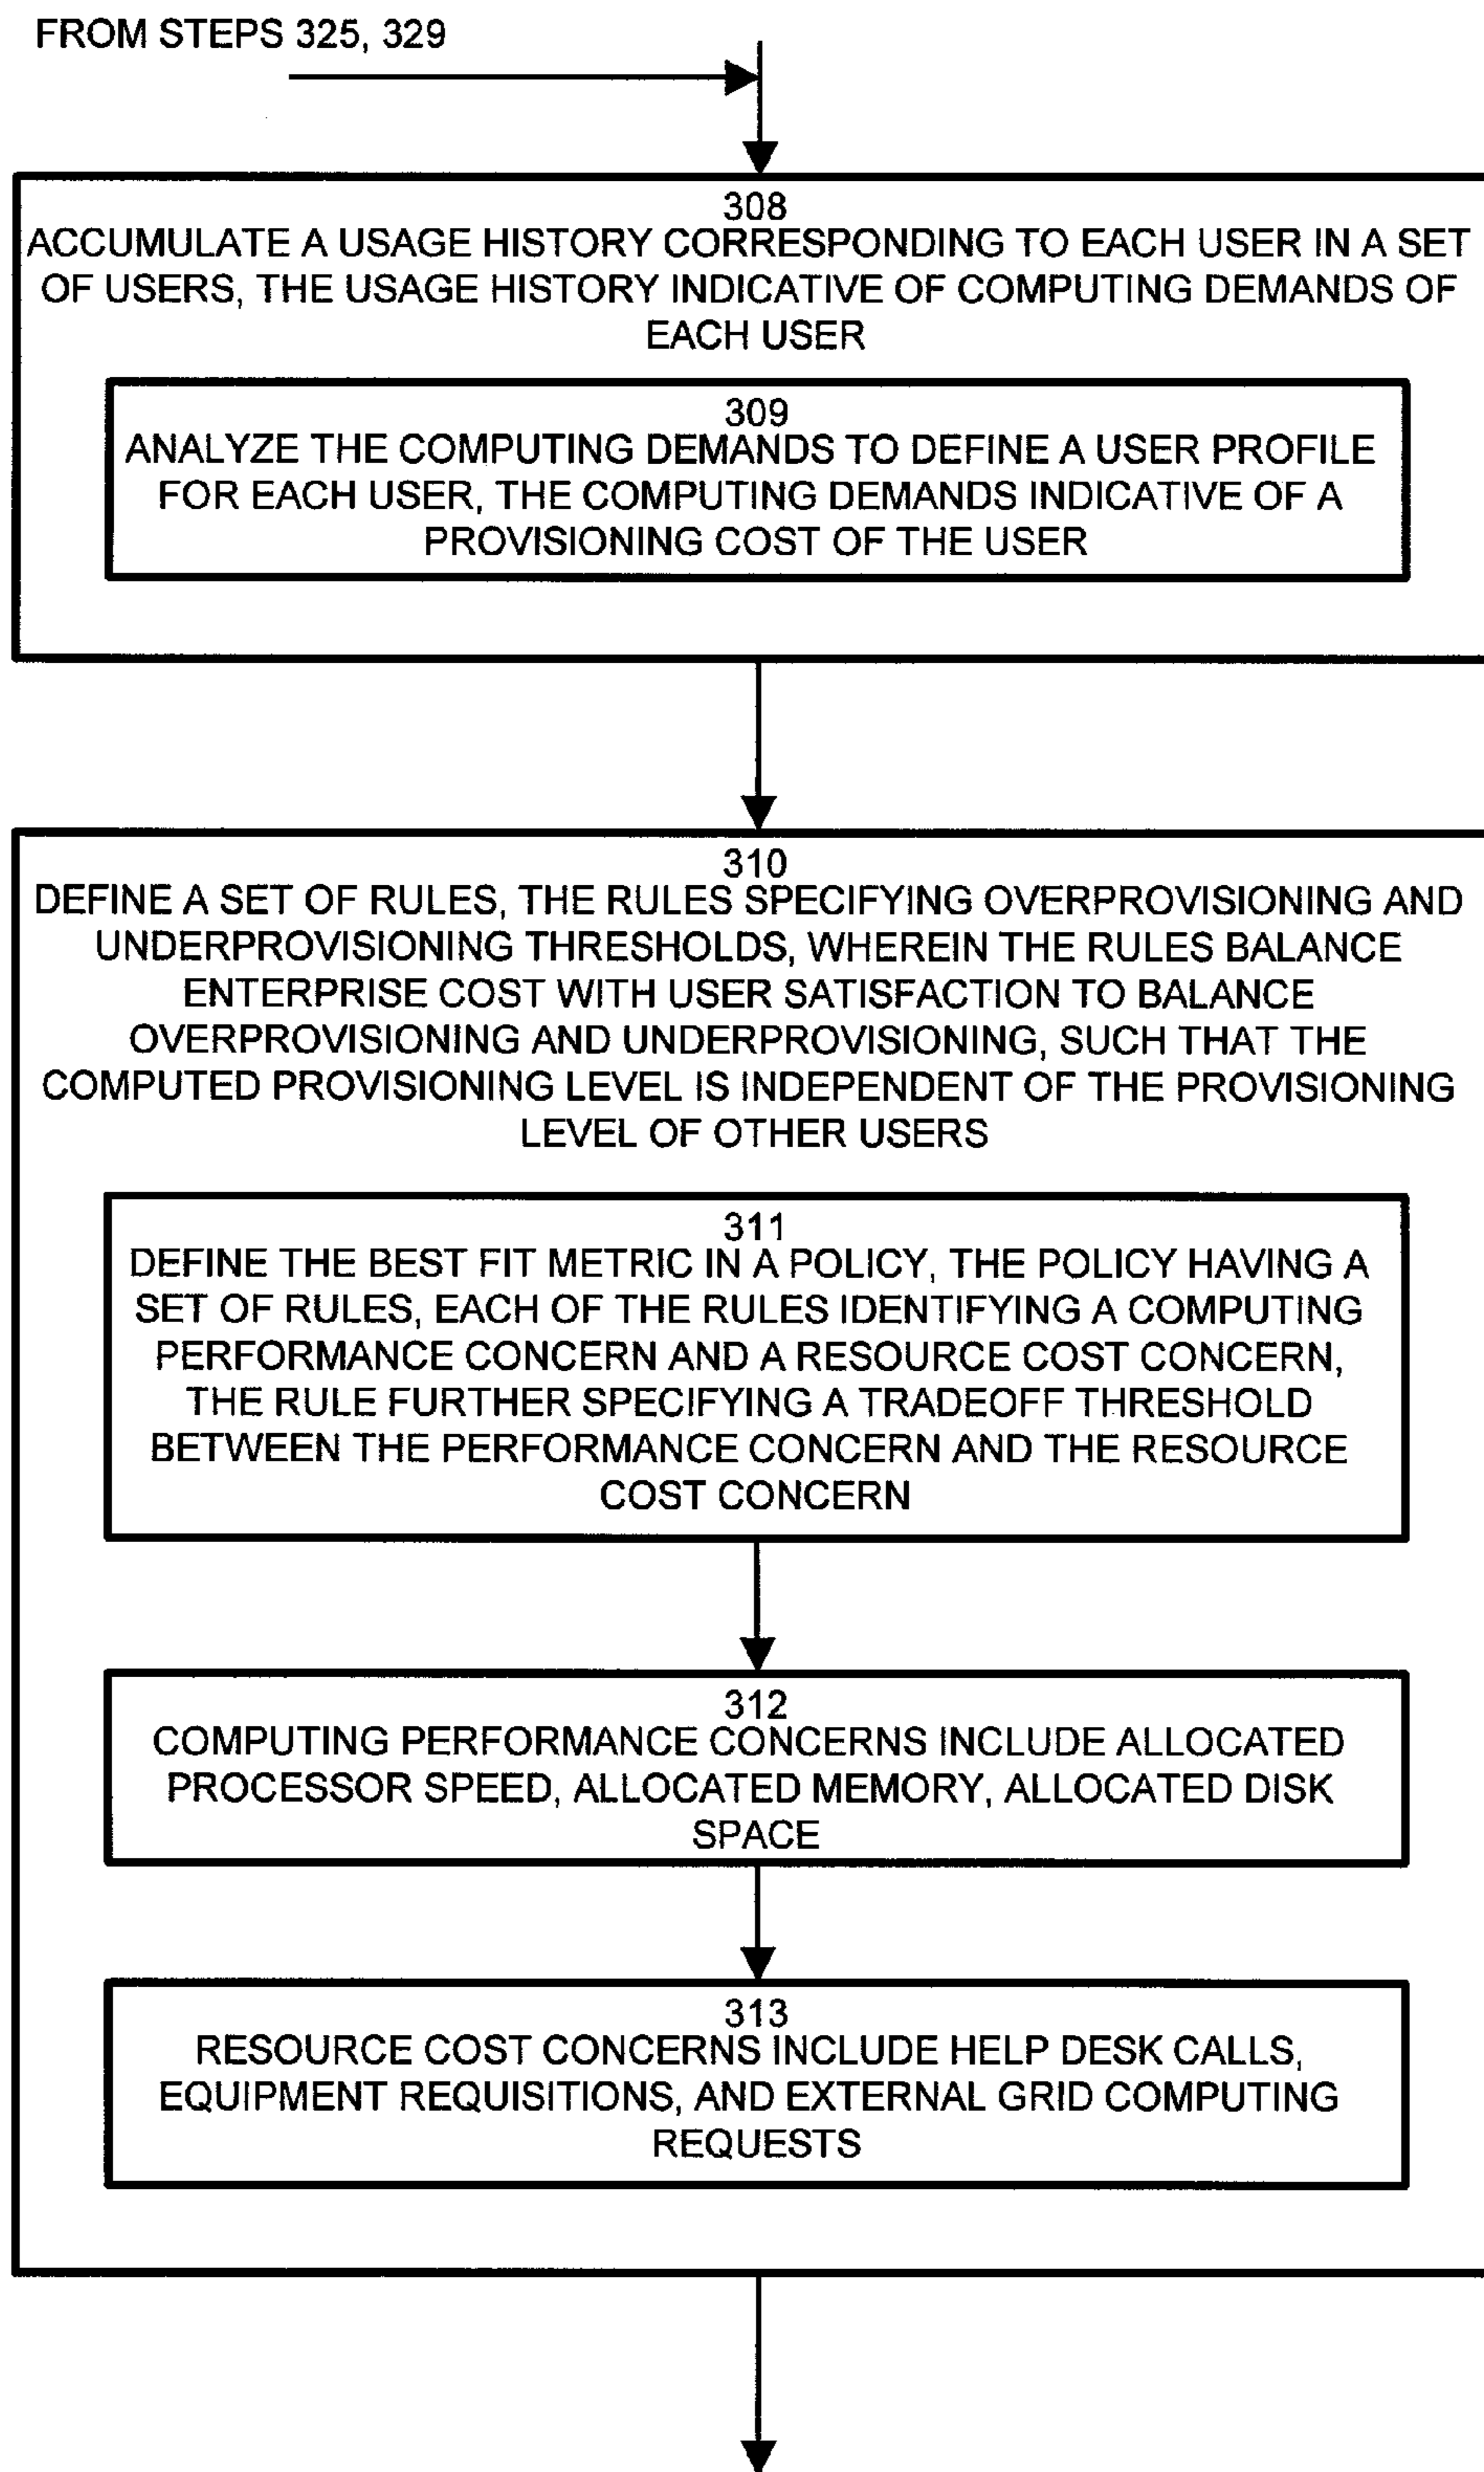 FROM STEPS 325, 329
308
ACCUMULATE A USAGE HISTORY CORRESPONDING TO EACH USER IN A SET
OF USERS, THE USAGE HISTORY INDICATIVE OF COMPUTING DEMANDS OF
EACH USER
309
ANALYZE THE COMPUTING DEMANDS TO DEFINE A USER PROFILE
FOR EACH USER, THE COMPUTING DEMANDS INDICATIVE OF A
PROVISIONING COST OF THE USER
310
DEFINE A SET OF RULES, THE RULES SPECIFYING OVERPROVISIONING AND
UNDERPROVISIONING THRESHOLDS, WHEREIN THE RULES BALANCE
ENTERPRISE COST WITH USER SATISFACTION TO BALANCE
OVERPROVISIONING AND UNDERPROVISIONING, SUCH THAT THE
COMPUTED PROVISIONING LEVEL IS INDEPENDENT OF THE PROVISIONING
LEVEL OF OTHER USERS
311
DEFINE THE BEST FIT METRIC IN A POLICY, THE POLICY HAVING A
SET OF RULES, EACH OF THE RULES IDENTIFYING A COMPUTING
PERFORMANCE CONCERN AND A RESOURCE COST CONCERN,
THE RULE FURTHER SPECIFYING A TRADEOFF THRESHOLD
BETWEEN THE PERFORMANCE CONCERN AND THE RESOURCE
COST CONCERN
312
COMPUTING PERFORMANCE CONCERNS INCLUDE ALLOCATED
PROCESSOR SPEED, ALLOCATED MEMORY, ALLOCATED DISK
SPACE
313
RESOURCE COST CONCERNS INCLUDE HELP DESK CALLS,
EQUIPMENT REQUISITIONS, AND EXTERNAL GRID COMPUTING
REQUESTS